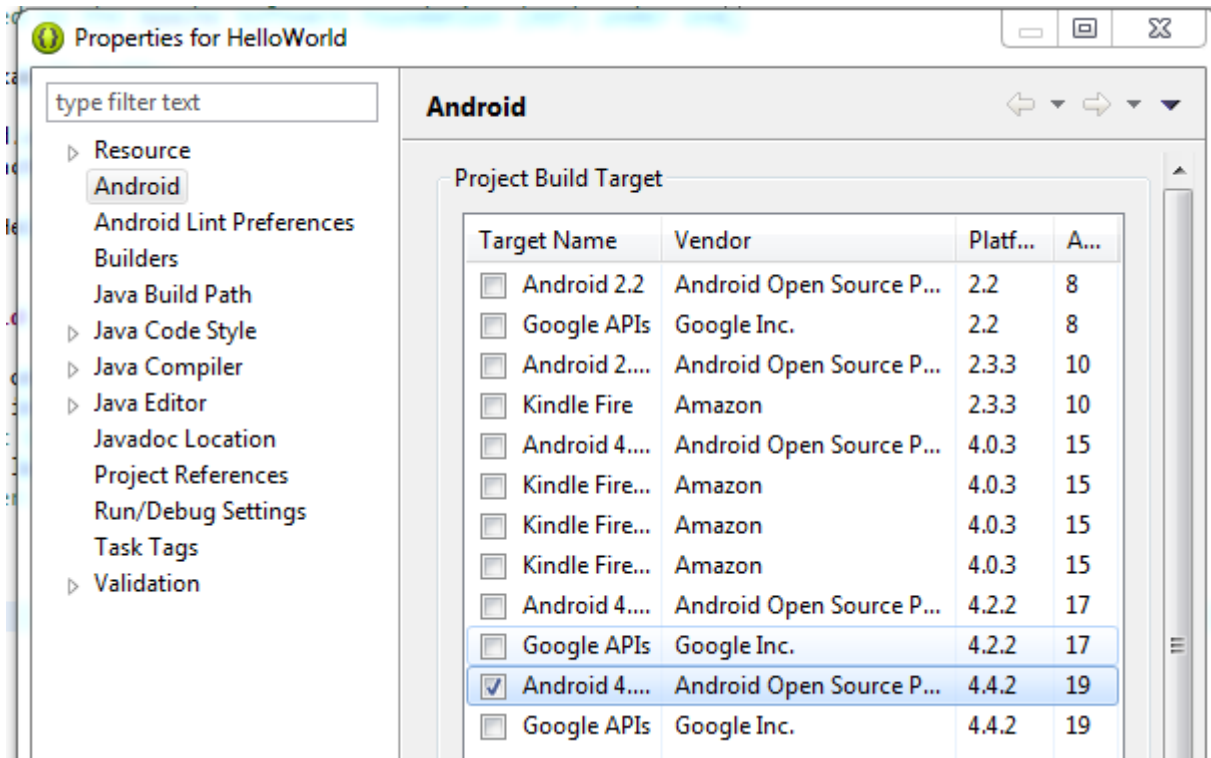 Properties for HelloWorld
type filter text
Resource
Android
Android Lint Preferences
Builders
Java Build Path
Java Code Style
Java Compiler
Java Editor
Javadoc Location
Project References
Run/Debug Settings
Task Tags
Validation
Android
Project Build Target
Target Name Vendor Platf... A...
Android 2.2 Android Open Source P... 2.2 8
Google APIs Google Inc. 2.2 8
Android 2.... Android Open Source P... 2.3.3 10
Kindle Fire Amazon 2.3.3 10
Android 4.... Android Open Source P... 4.0.3 15
Kindle Fire... Amazon 4.0.3 15
Kindle Fire... Amazon 4.0.3 15
Kindle Fire... Amazon 4.0.3 15
Android 4.... Android Open Source P... 4.2.2 17
Google APIs Google Inc. 4.2.2 17
Android 4.... Android Open Source P... 4.4.2 19
Google APIs Google Inc. 4.4.2 19